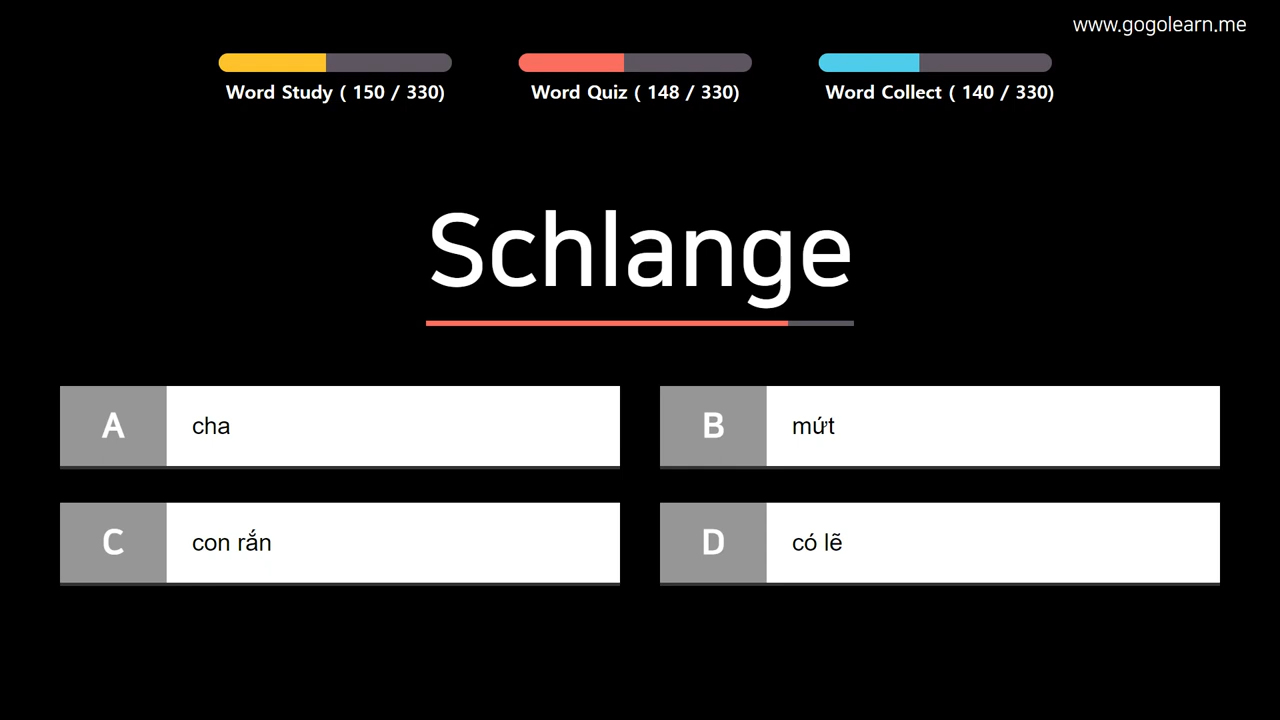 www.gogolearn.me
Word Study ( 150 / 330)
Word Quiz ( 148 / 330)
Word Collect ( 140 / 330)
Schlange
A cha
B mứt
C con rắn
D có lẽ